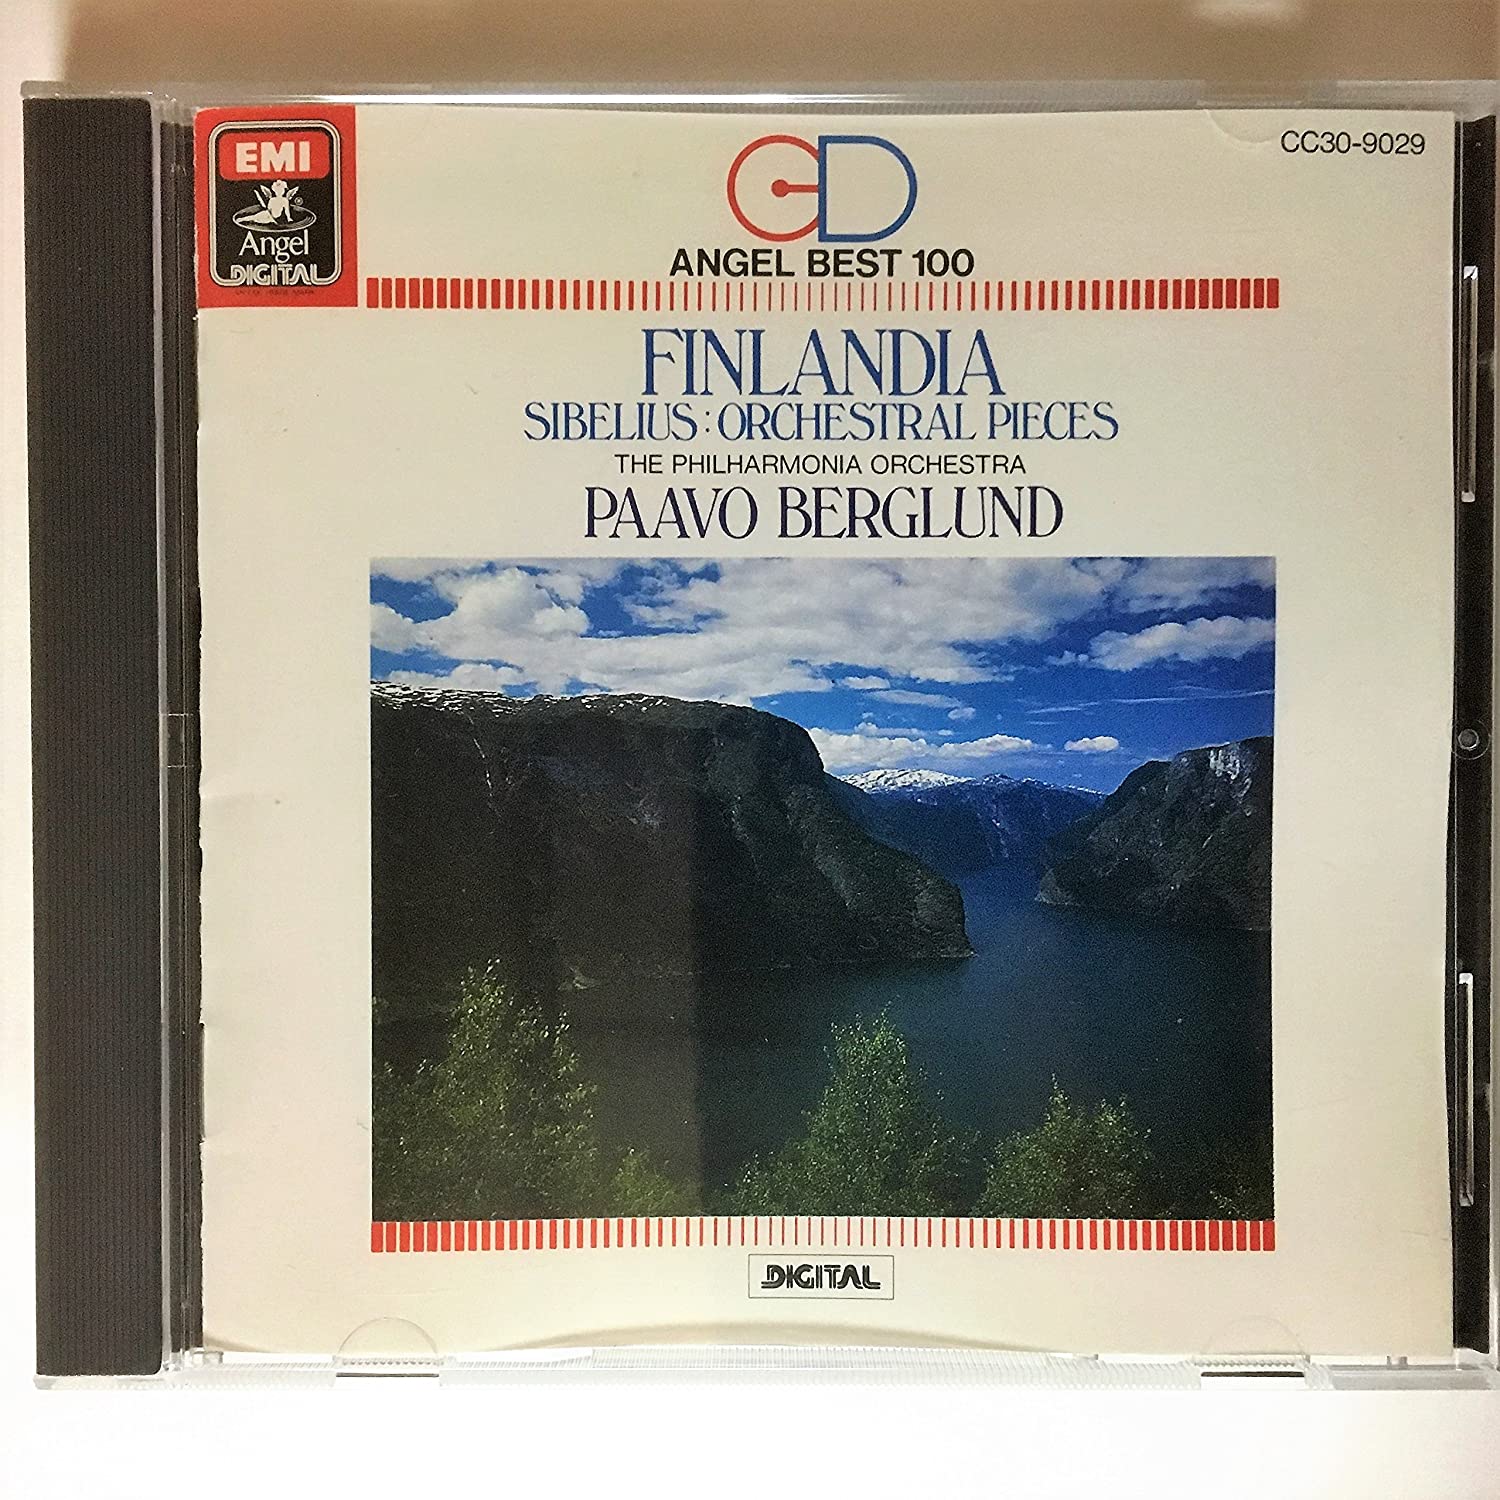 EMI
Angel
DIGITAL
CD
CC30-9029
ANGEL BEST 100
FINLANDIA
SIBELIUS: ORCHESTRAL PIECES
THE PHILHARMONIA ORCHESTRA
PAAVO BERGLUND
DIGITAL